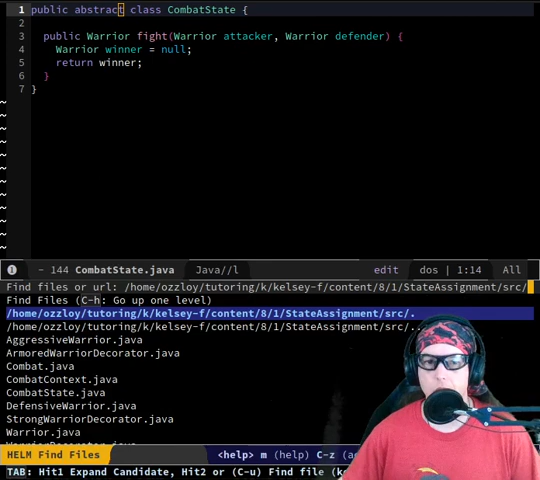 1 public abstract class CombatState {
2
3 public Warrior fight(Warrior attacker, Warrior defender) {
4 Warrior winner = null;
5 return winner;
6 }
7 }
~
~
~
~
~
~
~
~
~
~
~
~
- 144 CombatState.java Java//l edit dos | 1:14 All
Find files or url: /home/ozzloy/tutoring/k/kelsey-f/content/8/1/StateAssignment/src/
Find Files (C-h: Go up one level)
/home/ozzloy/tutoring/k/kelsey-f/content/8/1/StateAssignment/src/.
/home/ozzloy/tutoring/k/kelsey-f/content/8/1/StateAssignment/src/..
AggressiveWarrior.java
ArmoredWarriorDecorator.java
Combat.java
CombatContext.java
CombatState.java
DefensiveWarrior.java
StrongWarriorDecorator.java
Warrior.java
WarriorDecorator.java
HELM Find Files <help> m (help) C-z (a
TAB: Hit1 Expand Candidate, Hit2 or (C-u) Find file (ke